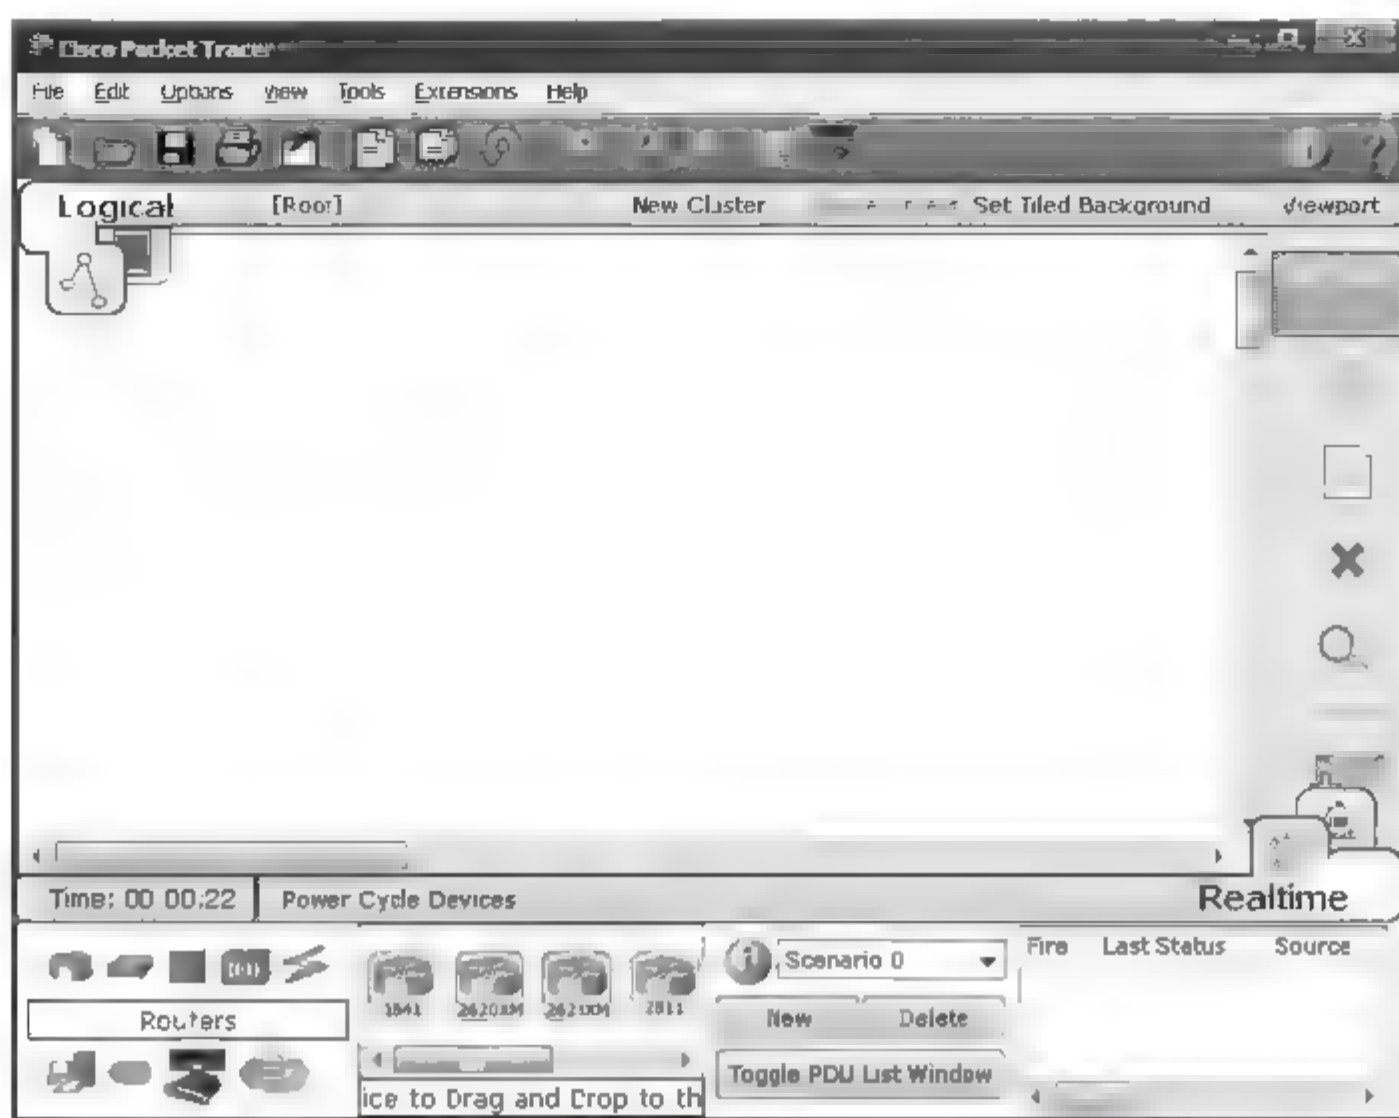 Cisco Packet Tracer
File Edit Options View Tools Extensions Help
Logical [Root] New Cluster Set Tiled Background Viewport
Time: 00:00:22 Power Cycle Devices Realtime
Scenario 0 Fire Last Status Source
1841 2620XM 2621XM 2811
New Delete
Routers
Toggle PDU List Window
ice to Drag and Drop to th